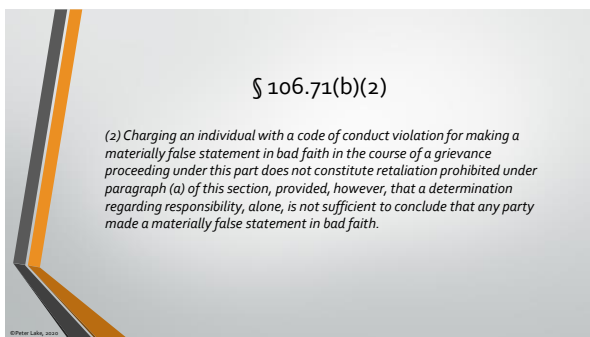 § 106.71(b)(2)
(2) Charging an individual with a code of conduct violation for making a
materially false statement in bad faith in the course of a grievance
proceeding under this part does not constitute retaliation prohibited under
paragraph (a) of this section, provided, however, that a determination
regarding responsibility, alone, is not sufficient to conclude that any party
made a materially false statement in bad faith.
©Peter Lake, 2020